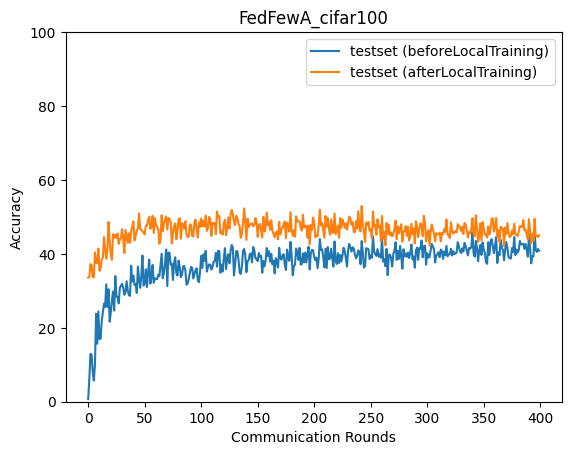 FedFewA_cifar100
testset (beforeLocalTraining)
testset (afterLocalTraining)
100
80
60
40
20
0
Accuracy
0 50 100 150 200 250 300 350 400
Communication Rounds